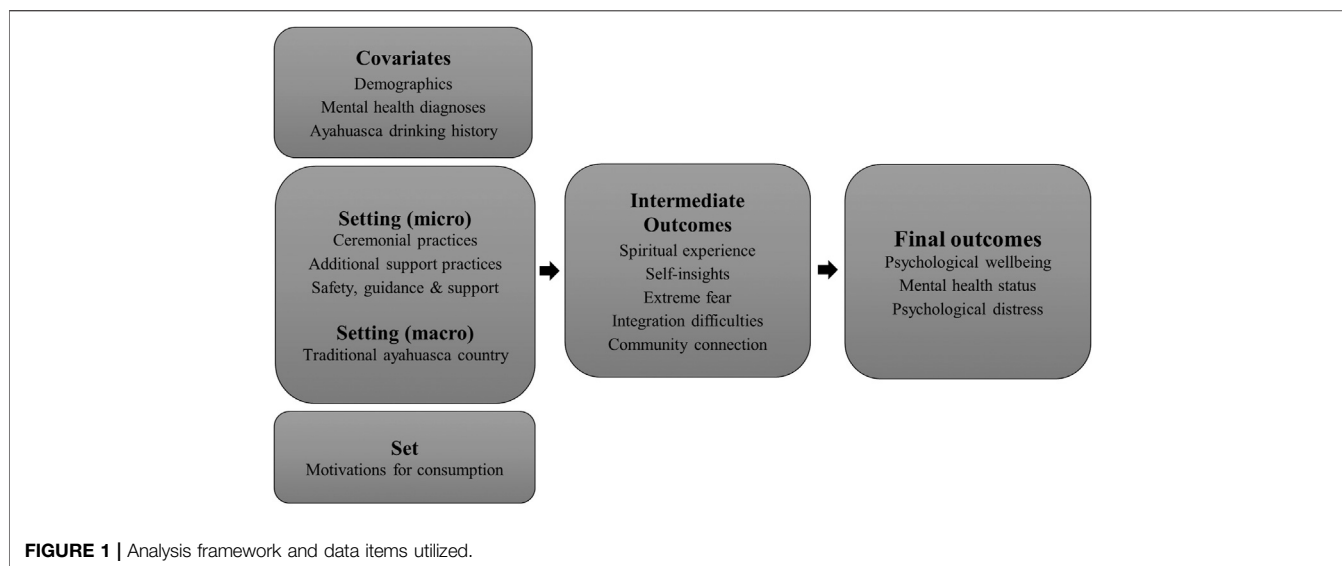 Covariates
Demographics
Mental health diagnoses
Ayahuasca drinking history
Setting (micro)
Ceremonial practices
Additional support practices
Safety, guidance & support
Setting (macro)
Traditional ayahuasca country
Set
Motivations for consumption
Intermediate
Outcomes
Spiritual experience
Self-insights
Extreme fear
Integration difficulties
Community connection
Final outcomes
Psychological wellbeing
Mental health status
Psychological distress
FIGURE 1 | Analysis framework and data items utilized.